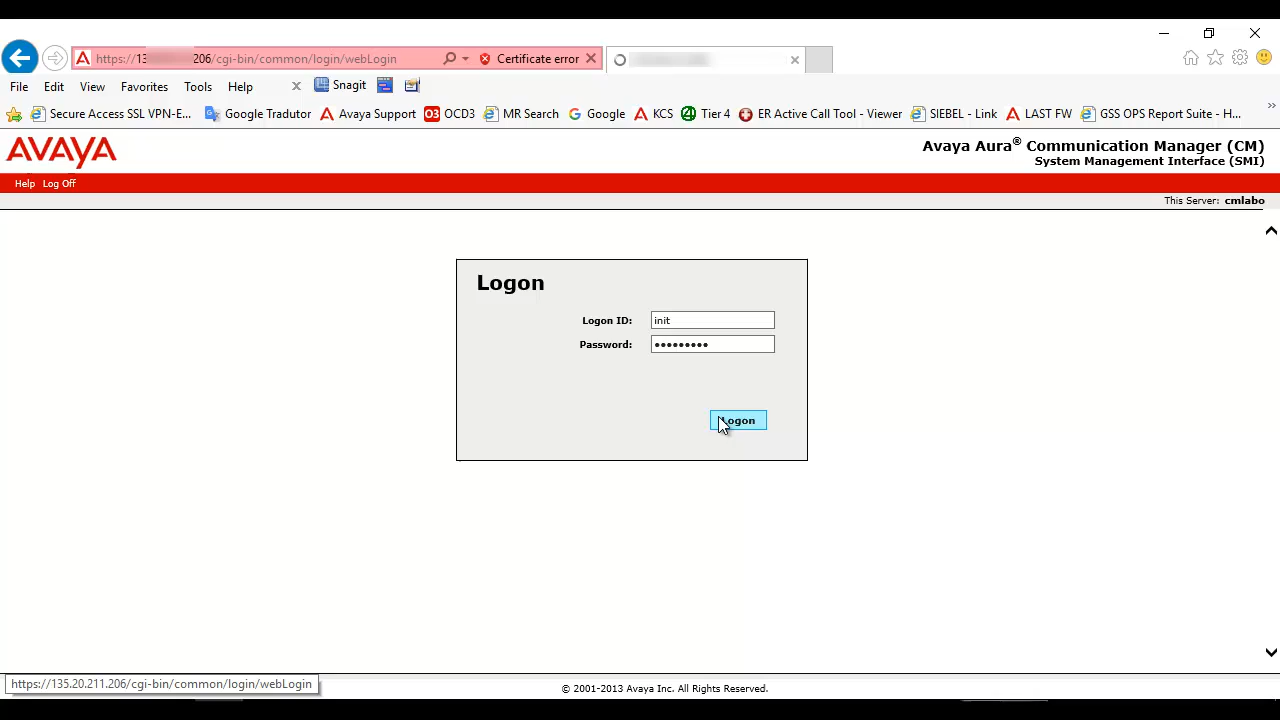 https://13 206/cgi-bin/common/login/webLogin Certificate error
File Edit View Favorites Tools Help Snagit
Secure Access SSL VPN-E... Google Tradutor Avaya Support OCD3 MR Search Google KCS Tier 4 ER Active Call Tool - Viewer SIEBEL - Link LAST FW GSS OPS Report Suite - H...
AVAYA
Avaya Aura® Communication Manager (CM)
System Management Interface (SMI)
Help Log Off
This Server: cmlabo
Logon
Logon ID: init
Password: •••••••••
Logon
https://135.20.211.206/cgi-bin/common/login/webLogin
© 2001-2013 Avaya Inc. All Rights Reserved.